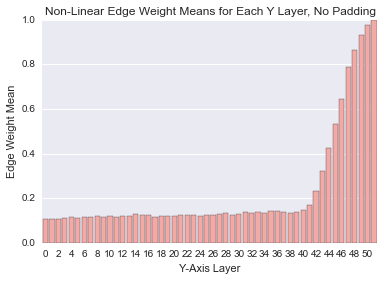 Non-Linear Edge Weight Means for Each Y Layer, No Padding
1.0
0.8
0.6
0.4
0.2
0.0
Edge Weight Mean
0 2 4 6 8 10 12 14 16 18 20 22 24 26 28 30 32 34 36 38 40 42 44 46 48 50
Y-Axis Layer